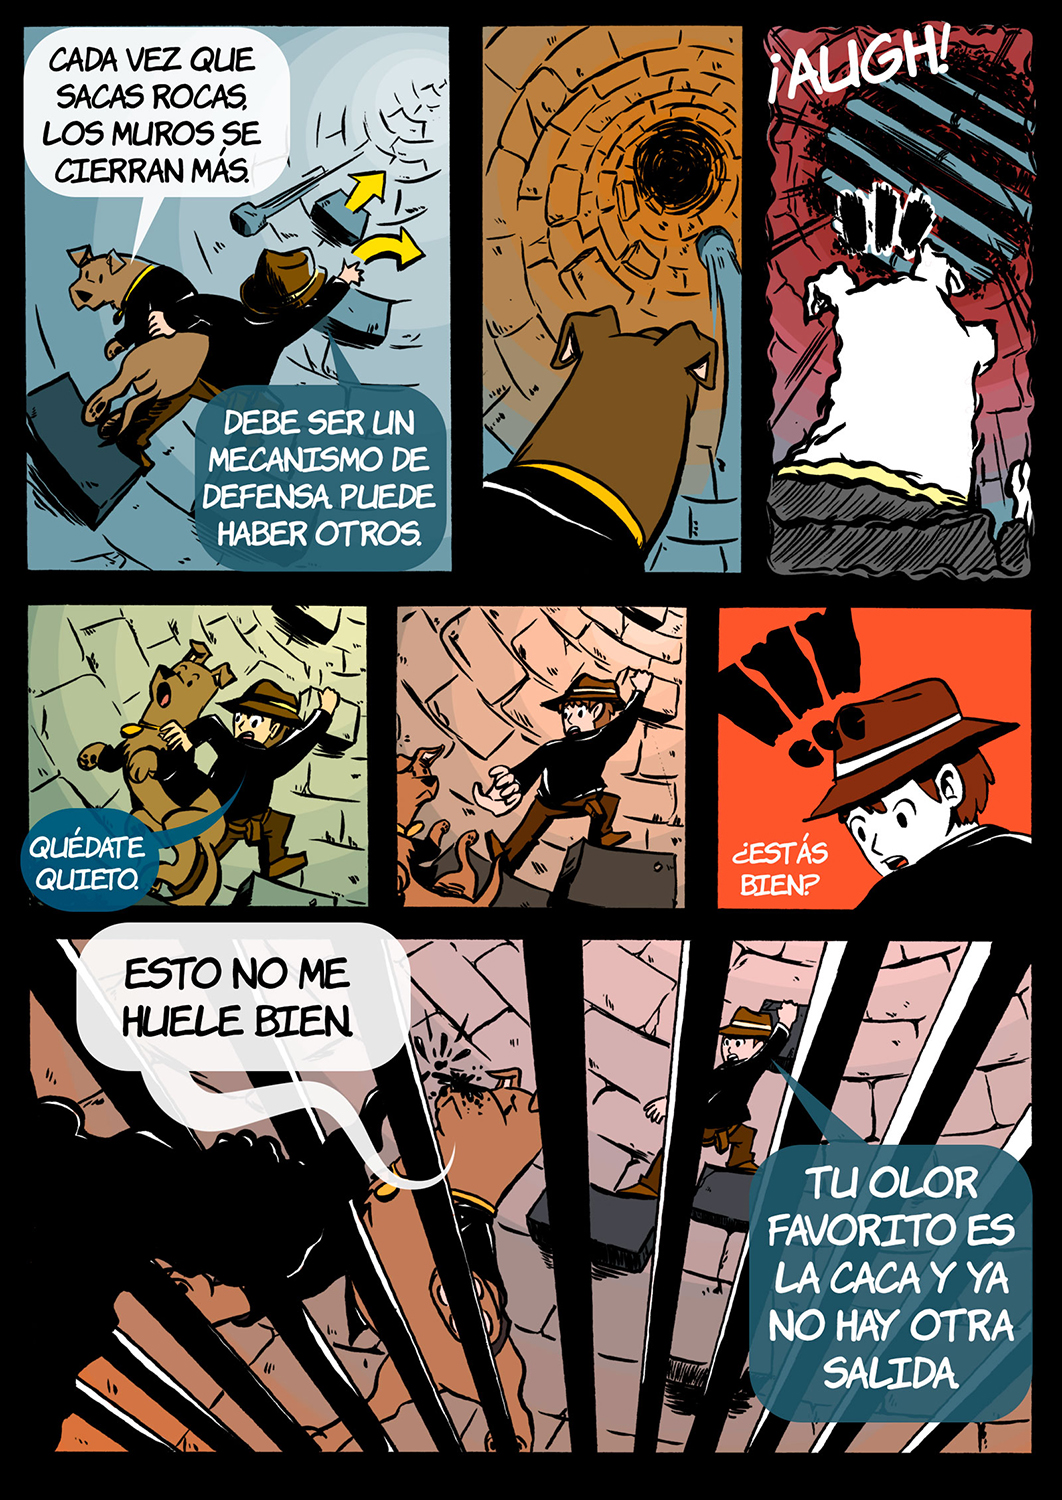 CADA VEZ QUE
SACAS ROCAS,
LOS MUROS SE
CIERRAN MÁS.
DEBE SER UN
MECANISMO DE
DEFENSA. PUEDE
HABER OTROS.
¡AUGH!
QUÉDATE
QUIETO.
¿ESTÁS
BIEN?
ESTO NO ME
HUELE BIEN.
TU OLOR
FAVORITO ES
LA CACA Y YA
NO HAY OTRA
SALIDA.